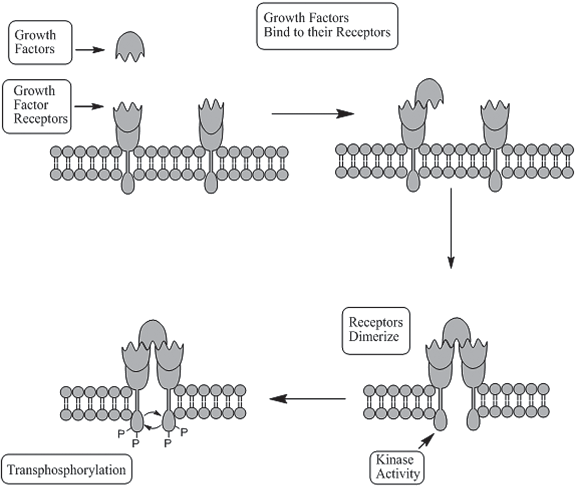 Growth
Factors
Growth
Factor
Receptors
Growth Factors
Bind to their Receptors
Receptors
Dimerize
Kinase
Activity
P
P
P
P
Transphosphorylation